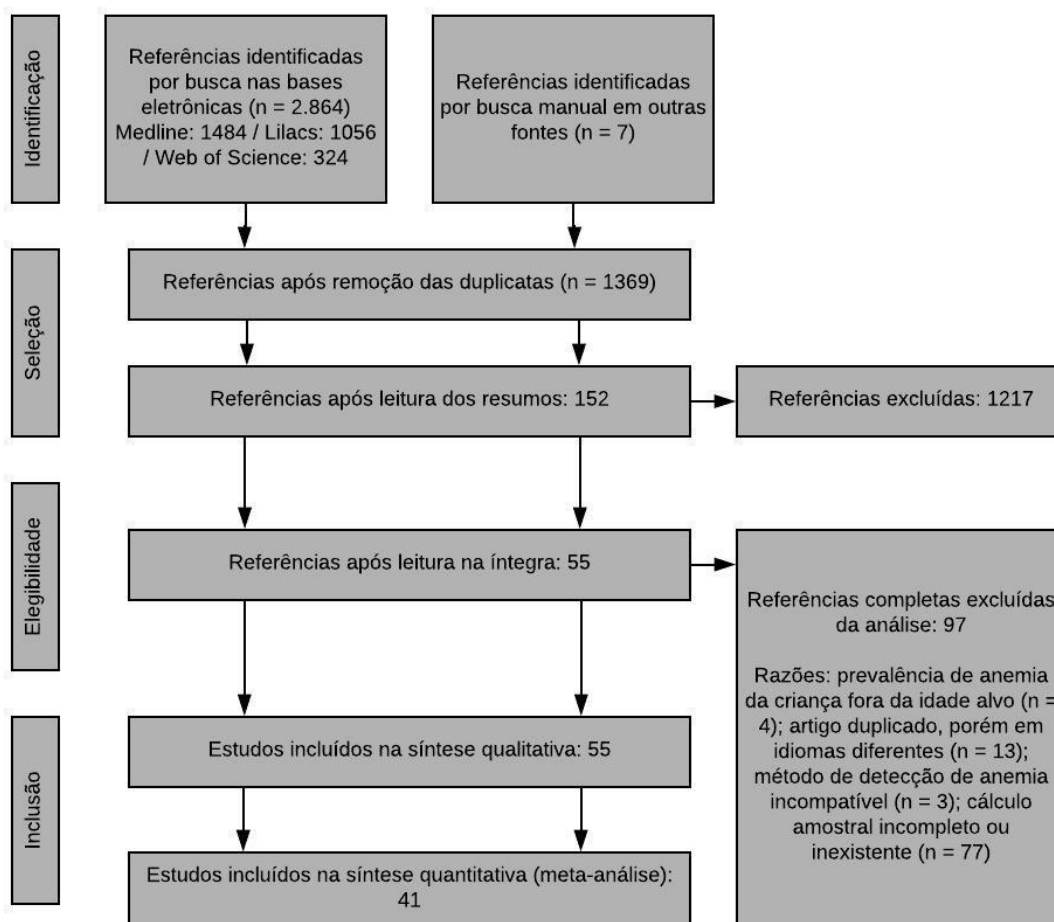 Identificação
Referências identificadas
por busca nas bases
eletrônicas (n = 2.864)
Medline: 1484 / Lilacs: 1056
/ Web of Science: 324
Referências identificadas
por busca manual em outras
fontes (n = 7)
Seleção
Referências após remoção das duplicatas (n = 1369)
Referências após leitura dos resumos: 152
Referências excluídas: 1217
Elegibilidade
Referências após leitura na íntegra: 55
Referências completas excluídas
da análise: 97
Razões: prevalência de anemia
da criança fora da idade alvo (n =
4); artigo duplicado, porém em
idiomas diferentes (n = 13);
método de detecção de anemia
incompatível (n = 3); cálculo
amostral incompleto ou
inexistente (n = 77)
Inclusão
Estudos incluídos na síntese qualitativa: 55
Estudos incluídos na síntese quantitativa (meta-análise):
41